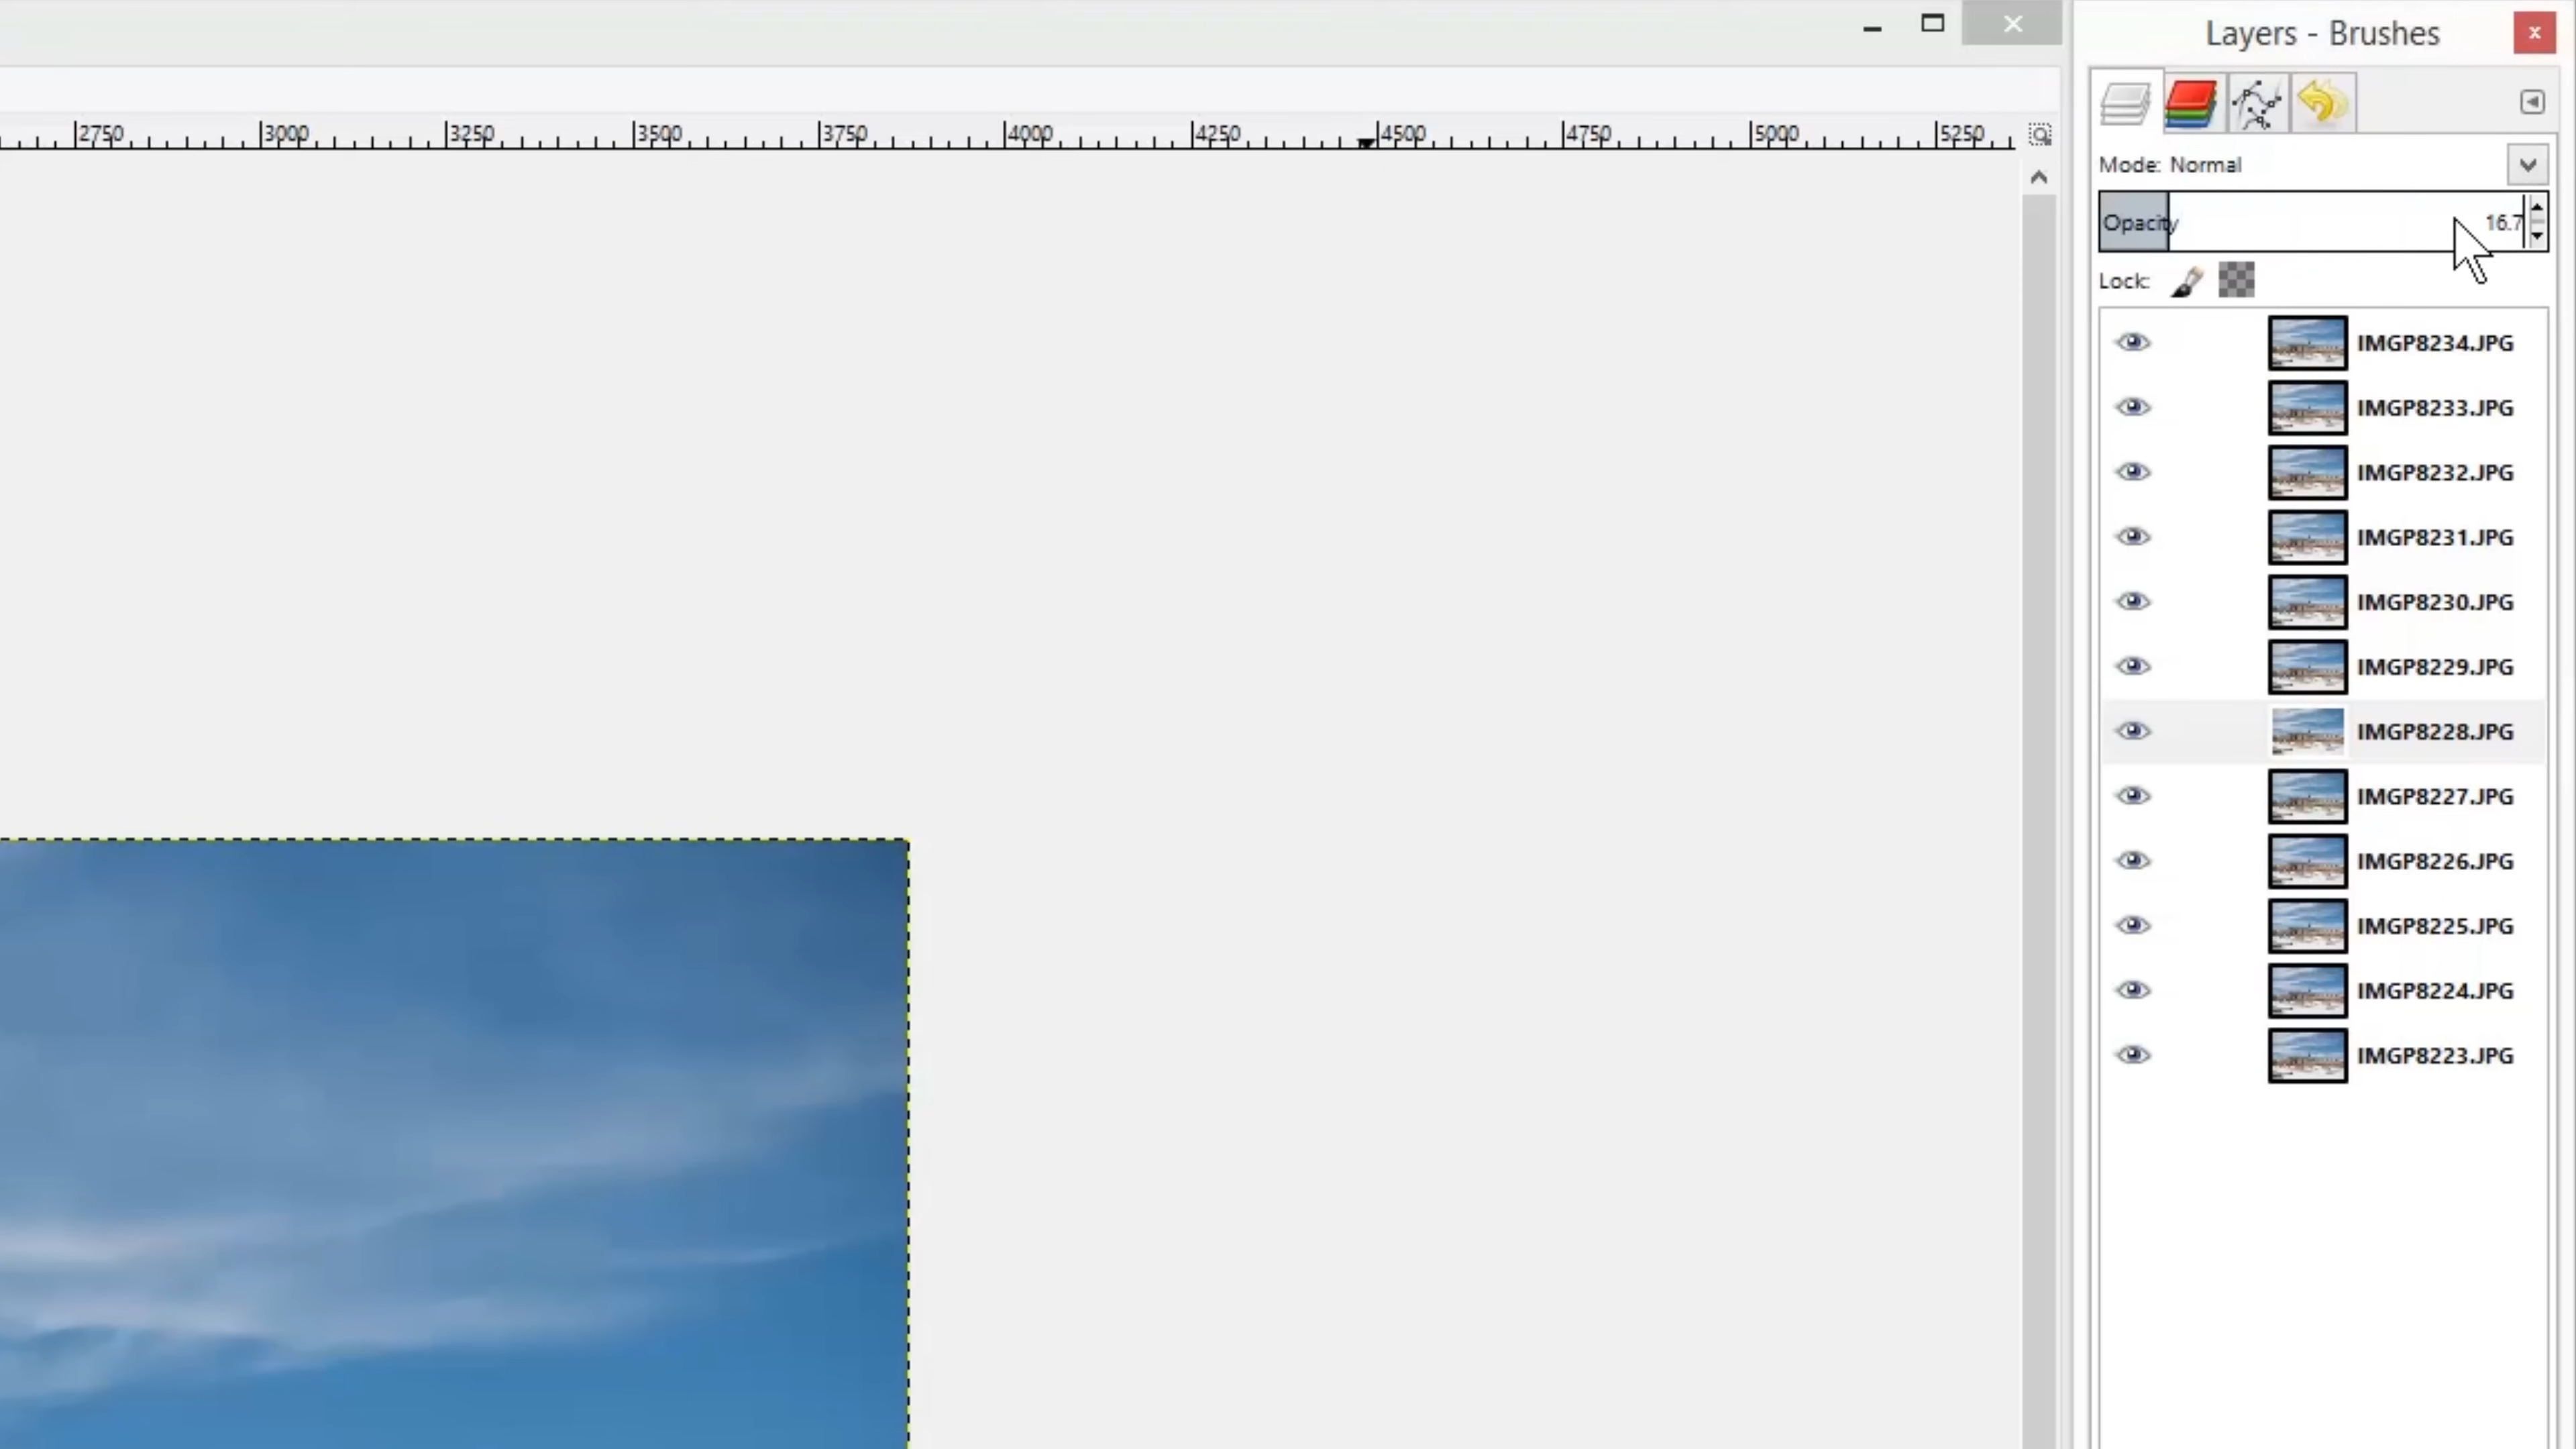 Layers - Brushes
2750 3000 3250 3500 3750 4000 4250 4500 4750 5000 5250
Mode: Normal
Opacity 16.7
Lock:
IMGP8234.JPG
IMGP8233.JPG
IMGP8232.JPG
IMGP8231.JPG
IMGP8230.JPG
IMGP8229.JPG
IMGP8228.JPG
IMGP8227.JPG
IMGP8226.JPG
IMGP8225.JPG
IMGP8224.JPG
IMGP8223.JPG